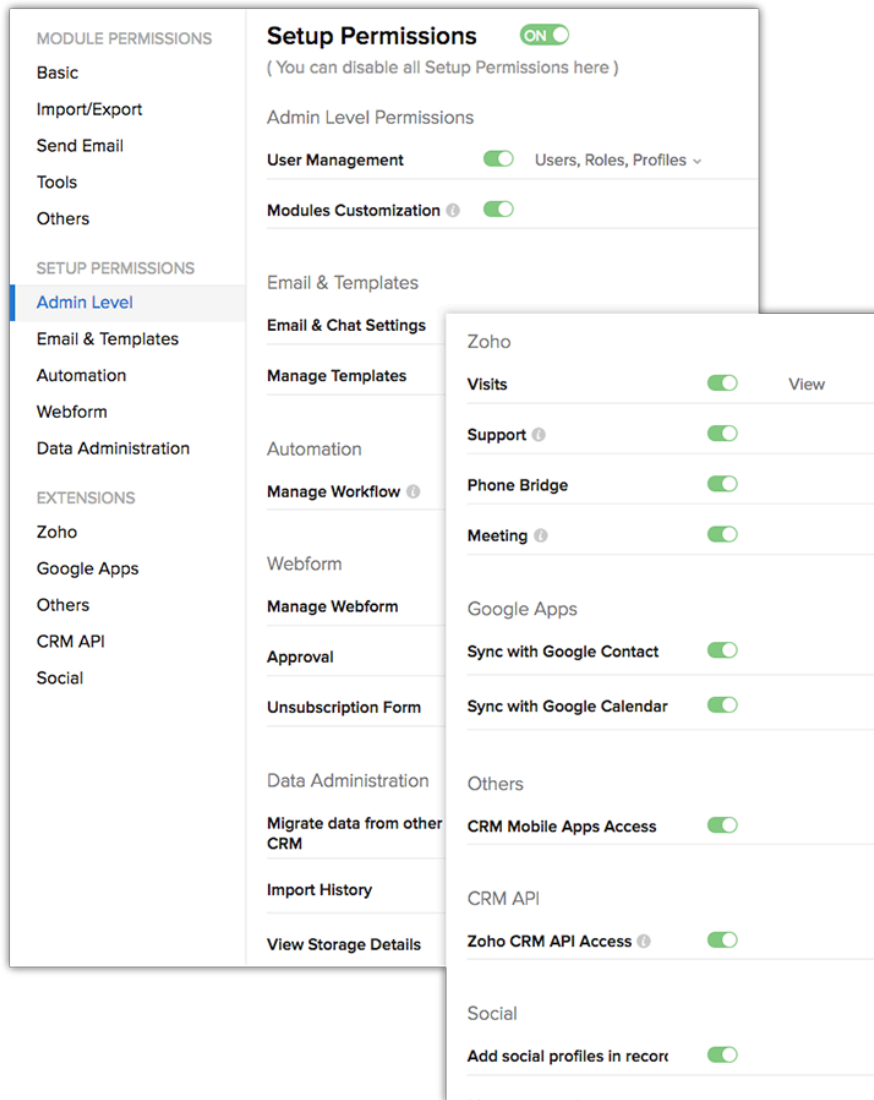 MODULE PERMISSIONS
Basic
Import/Export
Send Email
Tools
Others
SETUP PERMISSIONS
Admin Level
Email & Templates
Automation
Webform
Data Administration
EXTENSIONS
Zoho
Google Apps
Others
CRM API
Social
Setup Permissions ON
( You can disable all Setup Permissions here )
Admin Level Permissions
User Management Users, Roles, Profiles
Modules Customization
Email & Templates
Email & Chat Settings
Manage Templates
Automation
Manage Workflow
Webform
Manage Webform
Approval
Unsubscription Form
Data Administration
Migrate data from other
CRM
Import History
View Storage Details
Zoho
Visits View
Support
Phone Bridge
Meeting
Google Apps
Sync with Google Contact
Sync with Google Calendar
Others
CRM Mobile Apps Access
CRM API
Zoho CRM API Access
Social
Add social profiles in